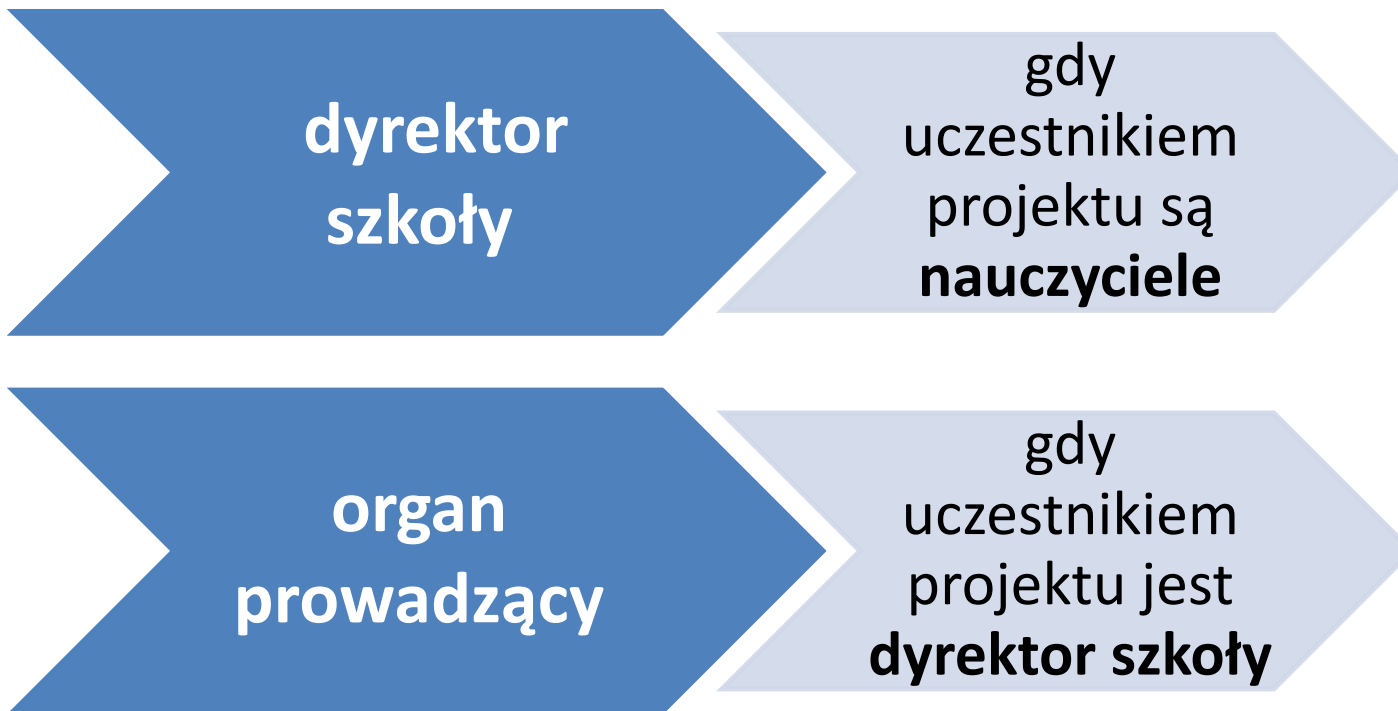 dyrektor
szkoły
gdy
uczestnikiem
projektu są
nauczyciele
organ
prowadzący
gdy
uczestnikiem
projektu jest
dyrektor szkoły